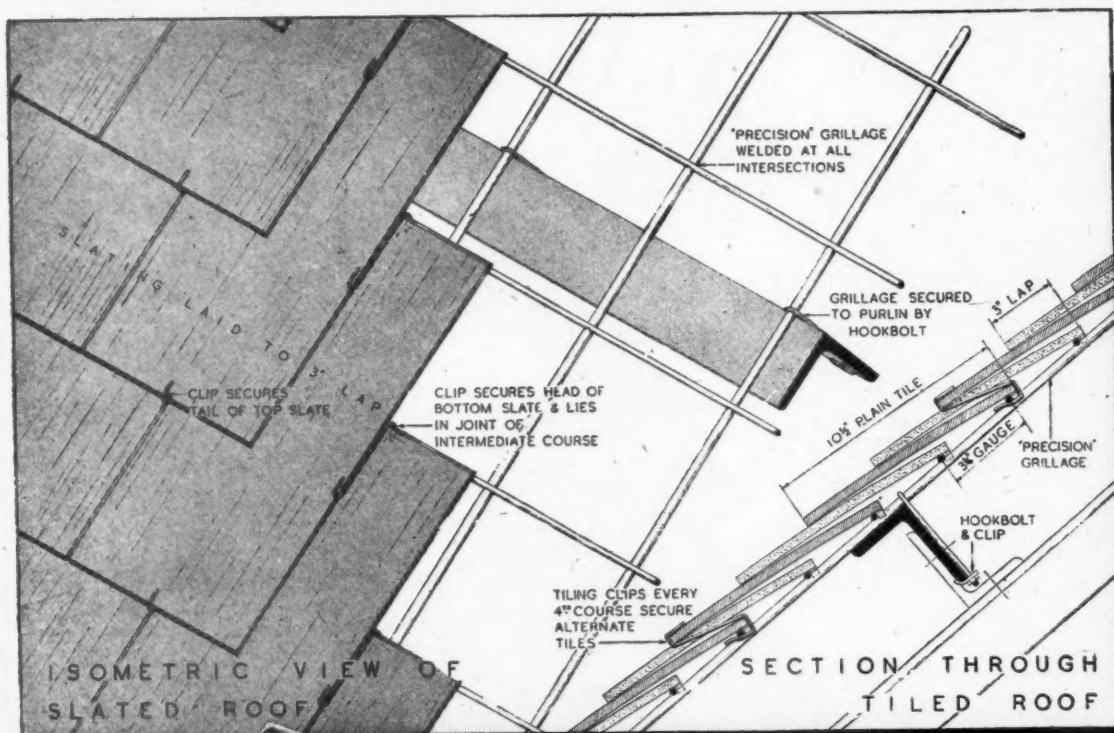 "PRECISION" GRILLAGE
WELDED AT ALL
INTERSECTIONS
SLATING LAID TO 3" LAP
CLIP SECURES
TAIL OF TOP SLATE
CLIP SECURES HEAD OF
BOTTOM SLATE & LIES
IN JOINT OF
INTERMEDIATE COURSE
GRILLAGE SECURED
TO PURLIN BY
HOOKBOLT
3" LAP
10½" PLAIN TILE
GAUGE
"PRECISION"
GRILLAGE
HOOKBOLT
& CLIP
TILING CLIPS EVERY
4TH COURSE SECURE
ALTERNATE
TILES
ISOMETRIC VIEW OF
SLATED ROOF
SECTION THROUGH
TILED ROOF